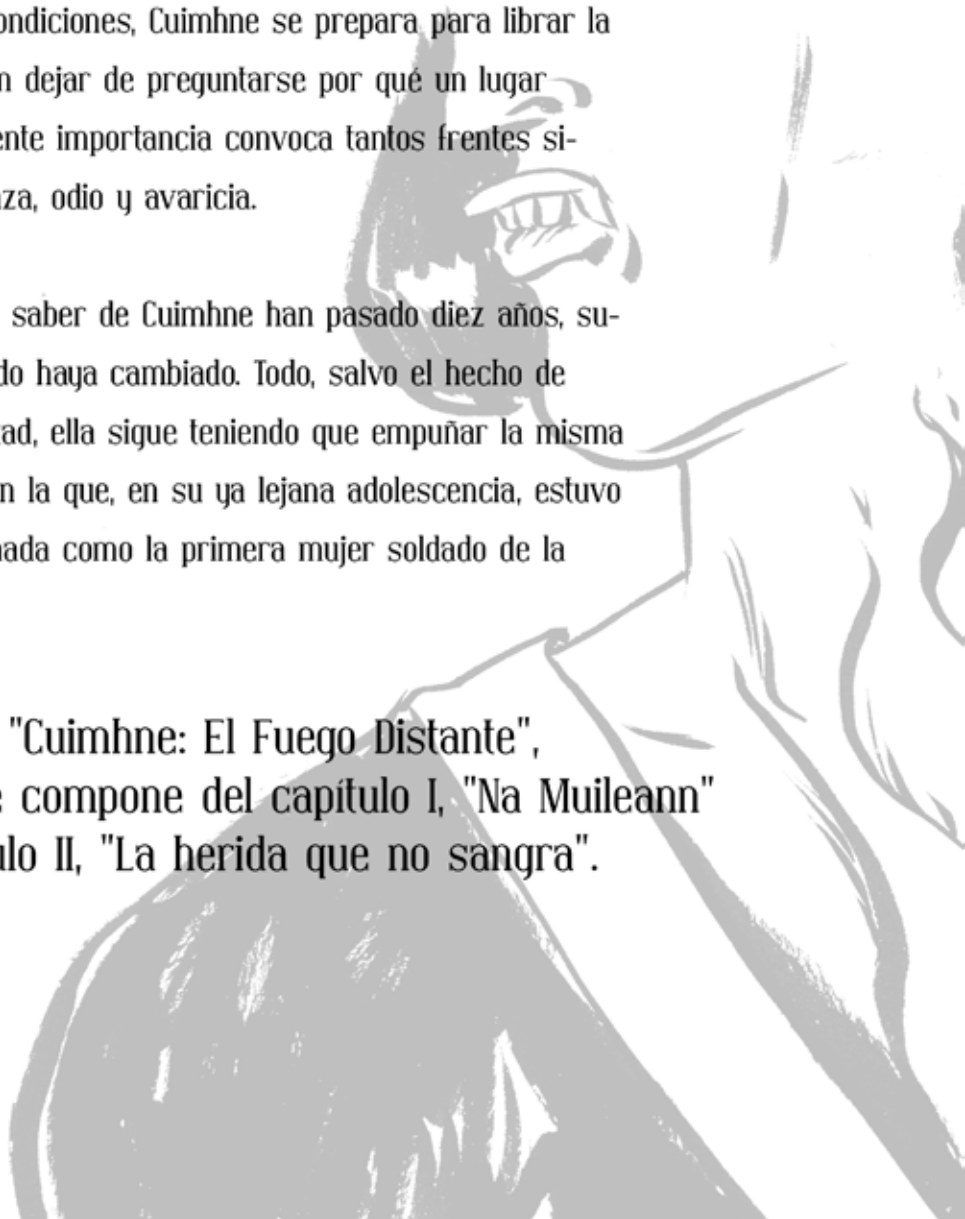 ondiciones, Cuimhne se prepara para librar la
n dejar de preguntarse por qué un lugar
ente importancia convoca tantos frentes si-
za, odio y avaricia.
saber de Cuimhne han pasado diez años, su-
do haya cambiado. Todo, salvo el hecho de
ad, ella sigue teniendo que empuñar la misma
n la que, en su ya lejana adolescencia, estuvo
nada como la primera mujer soldado de la
"Cuimhne: El Fuego Distante",
e compone del capítulo I, "Na Muileann"
ulo II, "La herida que no sangra".